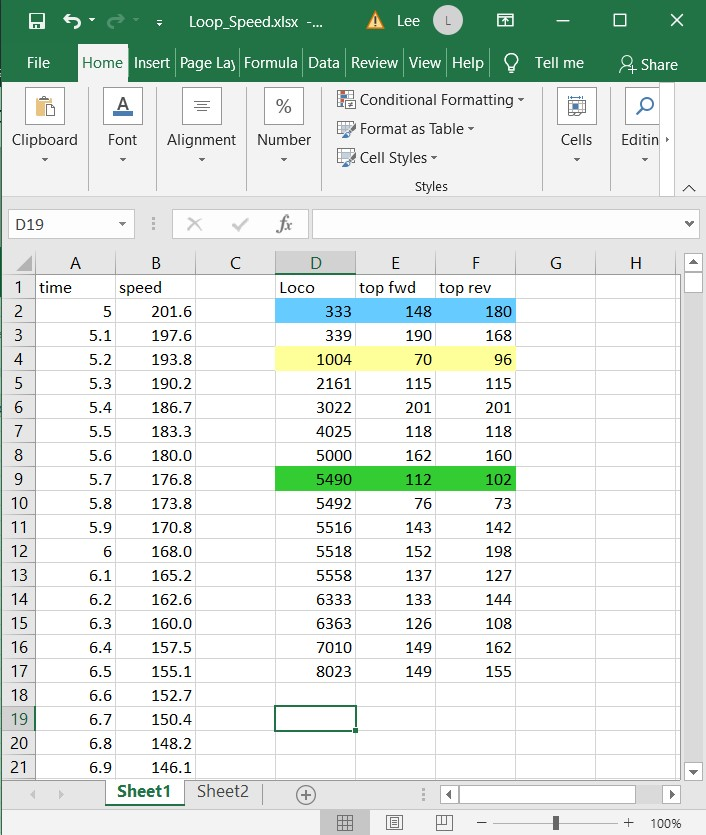 Loop_Speed.xlsx -... Lee L
File Home Insert Page Lay Formula Data Review View Help Tell me Share
Clipboard Font Alignment % Number Conditional Formatting Format as Table Cell Styles Cells Editin
Styles
D19 fx
A B C D E F G H
1 time speed Loco top fwd top rev
2 5 201.6 333 148 180
3 5.1 197.6 339 190 168
4 5.2 193.8 1004 70 96
5 5.3 190.2 2161 115 115
6 5.4 186.7 3022 201 201
7 5.5 183.3 4025 118 118
8 5.6 180.0 5000 162 160
9 5.7 176.8 5490 112 102
10 5.8 173.8 5492 76 73
11 5.9 170.8 5516 143 142
12 6 168.0 5518 152 198
13 6.1 165.2 5558 137 127
14 6.2 162.6 6333 133 144
15 6.3 160.0 6363 126 108
16 6.4 157.5 7010 149 162
17 6.5 155.1 8023 149 155
18 6.6 152.7
19 6.7 150.4
20 6.8 148.2
21 6.9 146.1
Sheet1 Sheet2
100%